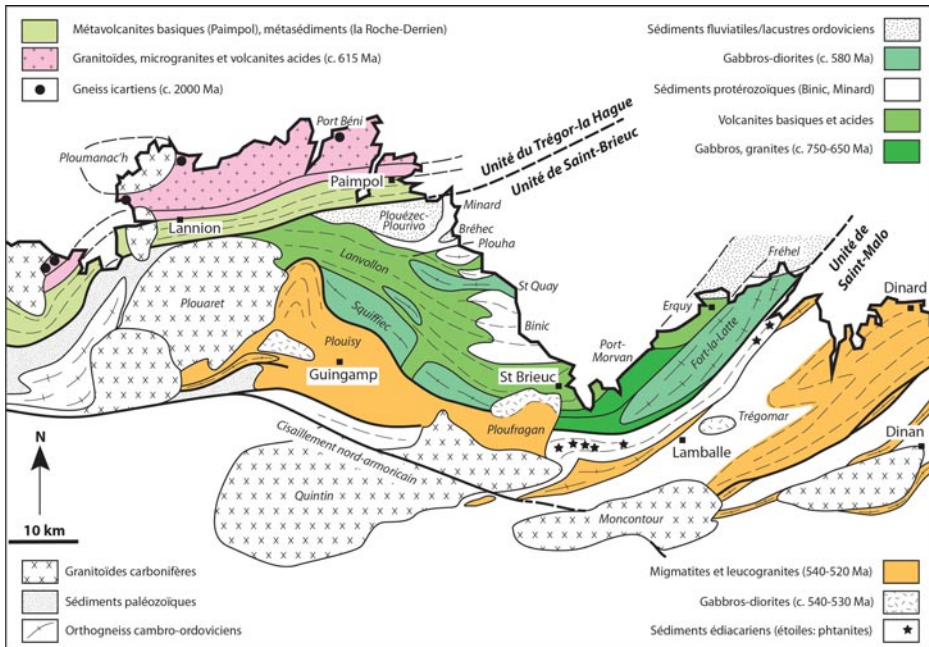 Métavolcanites basiques (Paimpol), métasédiments (la Roche-Derrien)
Granitoïdes, microgranites et volcanites acides (c. 615 Ma)
Gneiss icartiens (c. 2000 Ma)
Sédiments fluviatiles/lacustres ordoviciens
Gabbros-diorites (c. 580 Ma)
Sédiments protérozoïques (Binic, Minard)
Volcanites basiques et acides
Gabbros, granites (c. 750-650 Ma)
Port Béni
Ploumanac'h
Unité du Trégor-la Hague
Unité de Saint-Brieuc
Paimpol
Minard
Lannion
Plouézec-
Plourivo
Bréhec
Plouha
Unité de
Saint-Malo
Fréhel
Lanvollon
St Quay
Dinard
Plouaret
Squiffiec
Erquy
Binic
Fort-la-Latte
Plouisy
Port-
Morvan
Guingamp
St Brieuc
Trégomar
Ploufragan
Lamballe
Dinan
Cisaillement nord-armoricain
N
Quintin
Moncontour
10 km
Granitoïdes carbonifères
Sédiments paléozoïques
Orthogneiss cambro-ordoviciens
Migmatites et leucogranites (540-520 Ma)
Gabbros-diorites (c. 540-530 Ma)
Sédiments édiacariens (étoiles: phtanites)